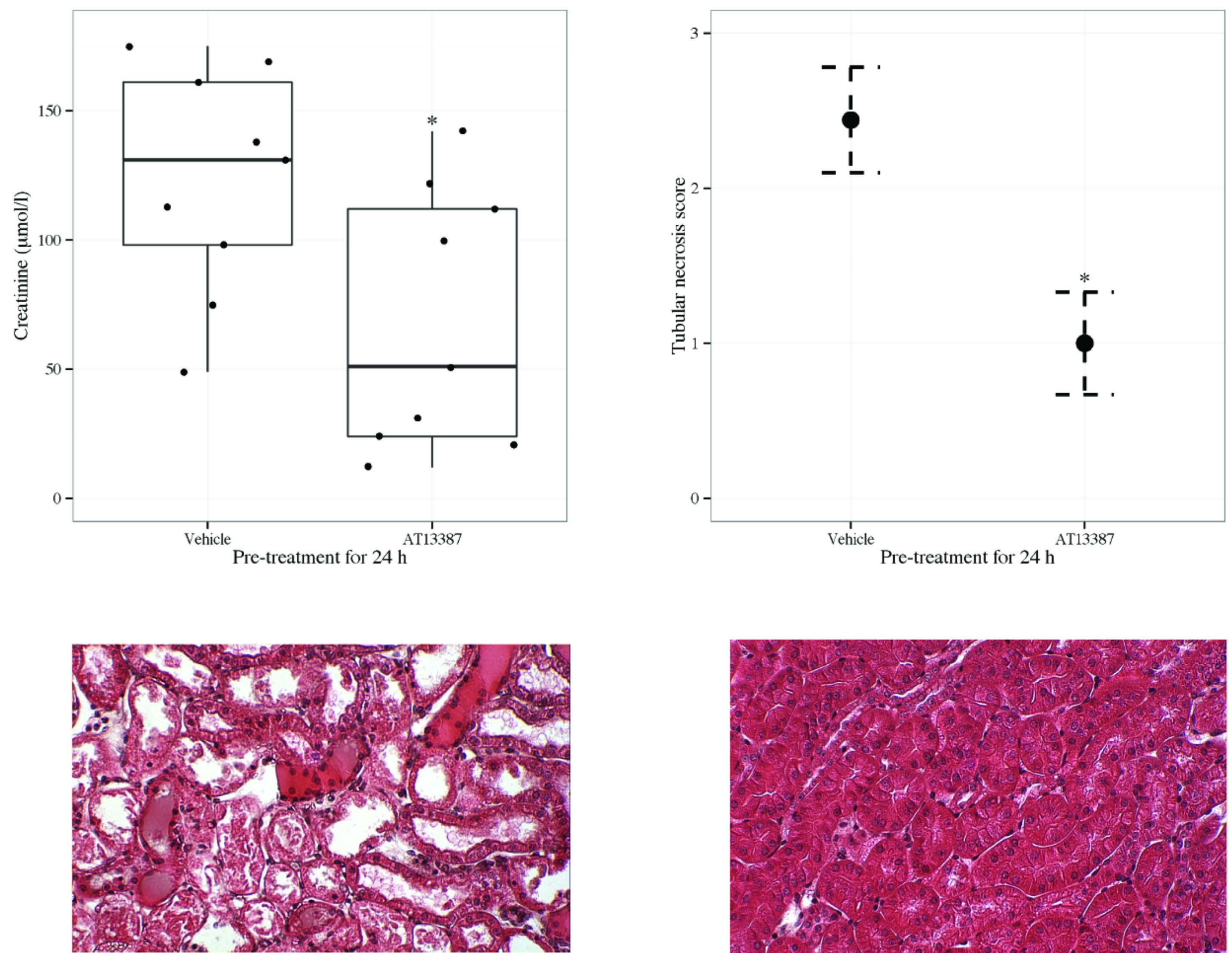 Creatinine (µmol/l)
150
100
50
0
*
Vehicle
AT13387
Pre-treatment for 24 h
Tubular necrosis score
3
2
1
0
*
Vehicle
AT13387
Pre-treatment for 24 h